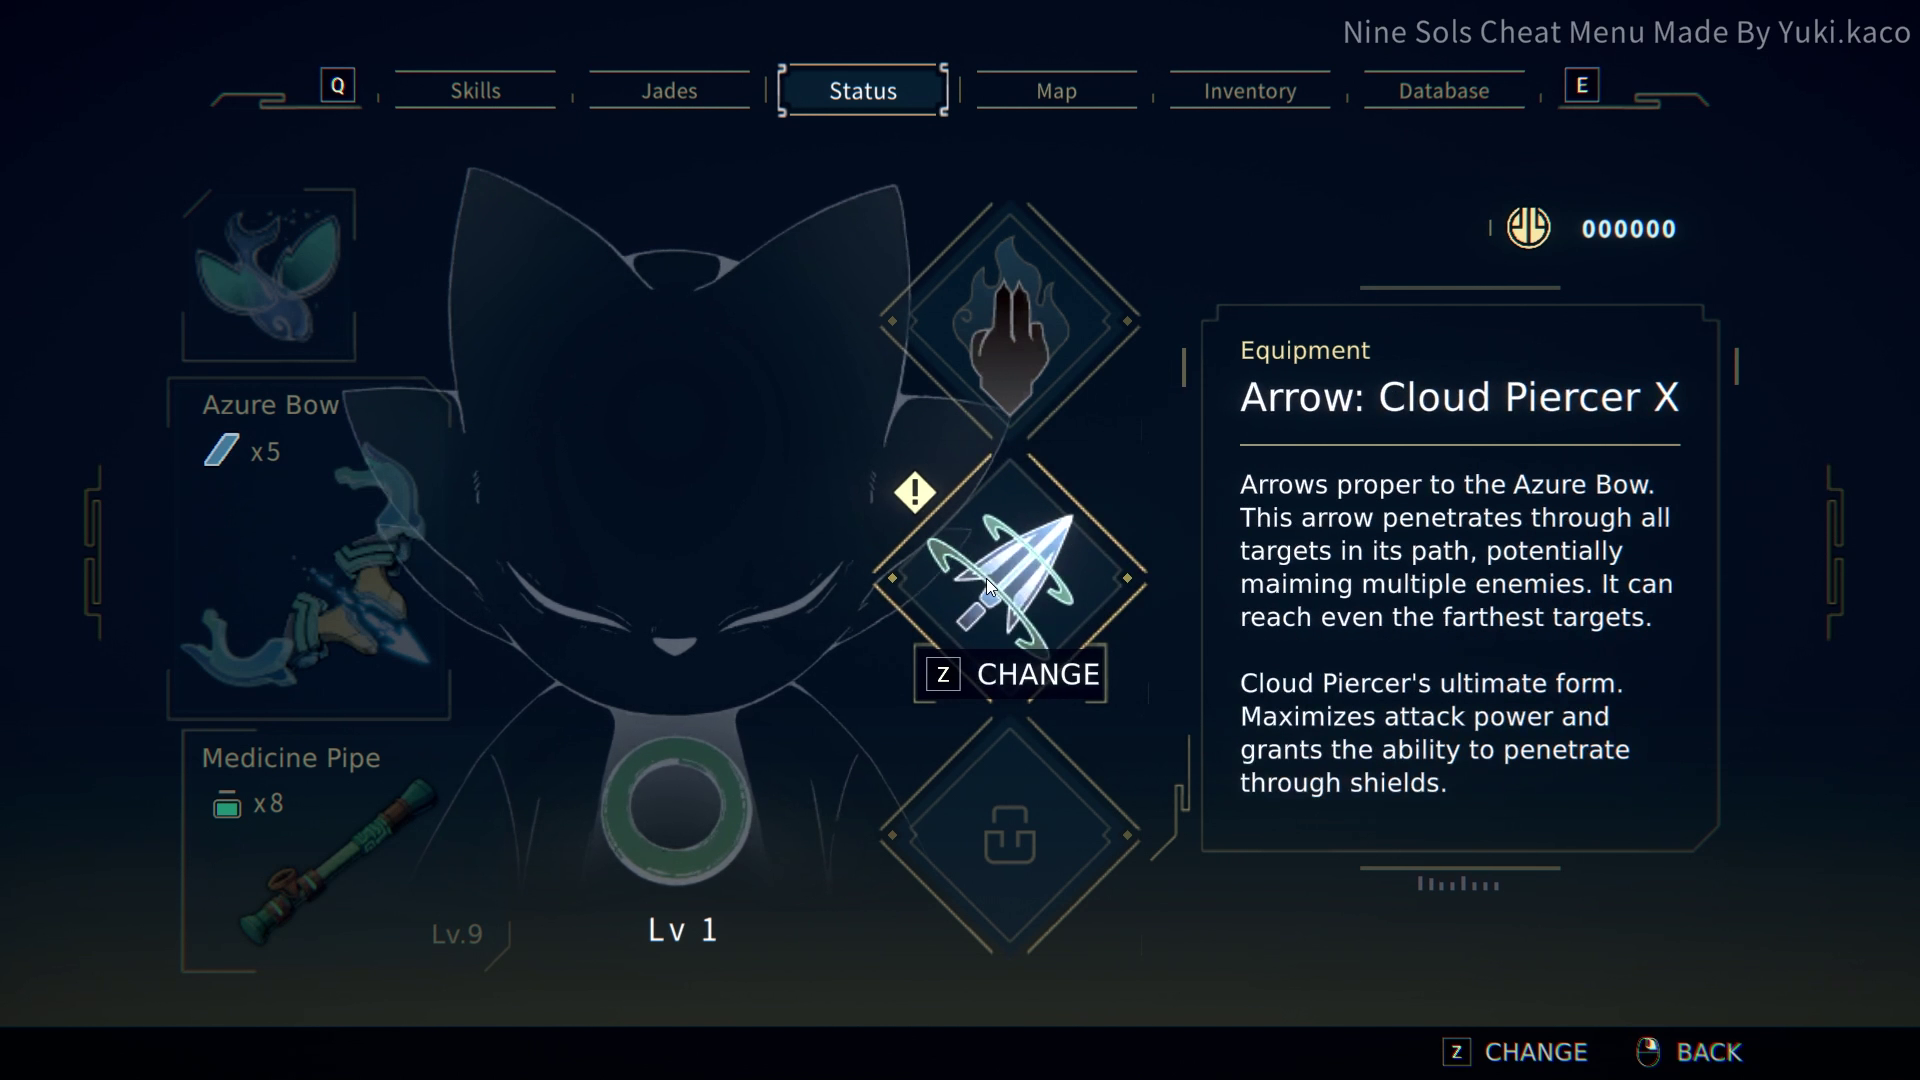 Nine Sols Cheat Menu Made By Yuki.kaco
Q
Skills
Jades
Status
Map
Inventory
Database
E
000000
Azure Bow
x5
Medicine Pipe
x8
Lv.9
Lv 1
!
Z CHANGE
Equipment
Arrow: Cloud Piercer X
Arrows proper to the Azure Bow.
This arrow penetrates through all
targets in its path, potentially
maiming multiple enemies. It can
reach even the farthest targets.
Cloud Piercer's ultimate form.
Maximizes attack power and
grants the ability to penetrate
through shields.
Z CHANGE
BACK